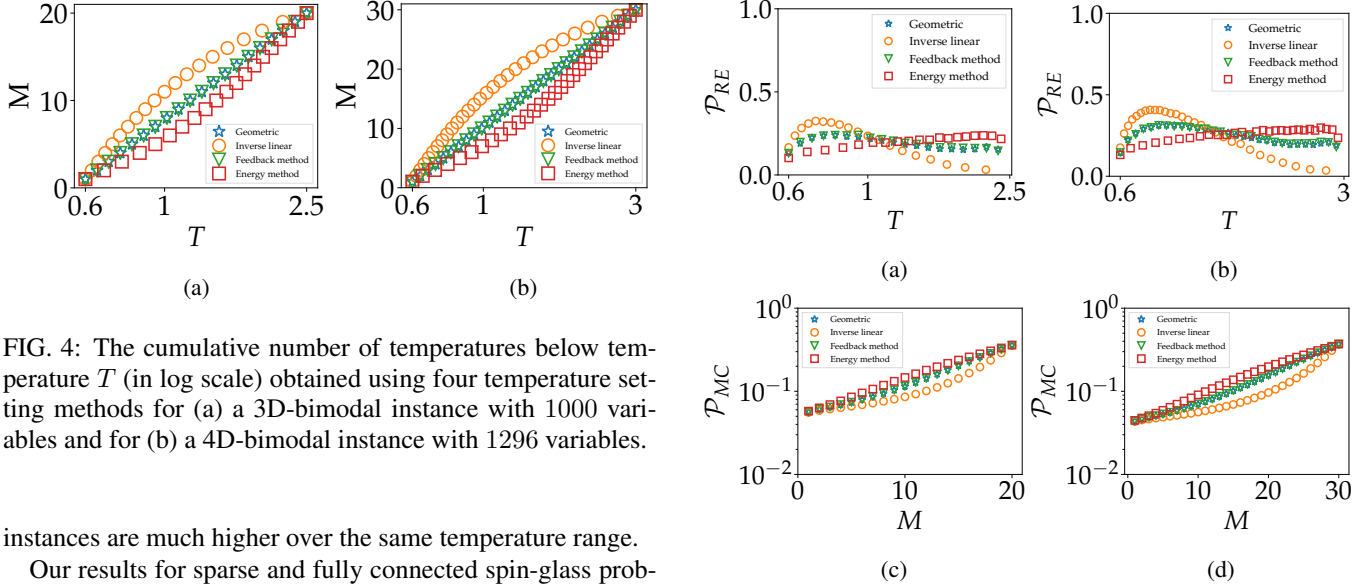 20
10
0
M
0.6 1 2.5
T
Geometric
Inverse linear
Feedback method
Energy method
(a)
30
20
10
0
M
0.6 1 3
T
Geometric
Inverse linear
Feedback method
Energy method
(b)
FIG. 4: The cumulative number of temperatures below tem-
perature T (in log scale) obtained using four temperature set-
ting methods for (a) a 3D-bimodal instance with 1000 vari-
ables and for (b) a 4D-bimodal instance with 1296 variables.
instances are much higher over the same temperature range.
Our results for sparse and fully connected spin-glass prob-
1.0
0.5
0.0
P_RE
0.6 1 2.5
T
Geometric
Inverse linear
Feedback method
Energy method
(a)
1.0
0.5
0.0
P_RE
0.6 3
T
Geometric
Inverse linear
Feedback method
Energy method
(b)
10^0
10^-1
10^-2
P_MC
0 10 20
M
Geometric
Inverse linear
Feedback method
Energy method
(c)
10^0
10^-1
10^-2
P_MC
0 10 20 30
M
Geometric
Inverse linear
Feedback method
Energy method
(d)